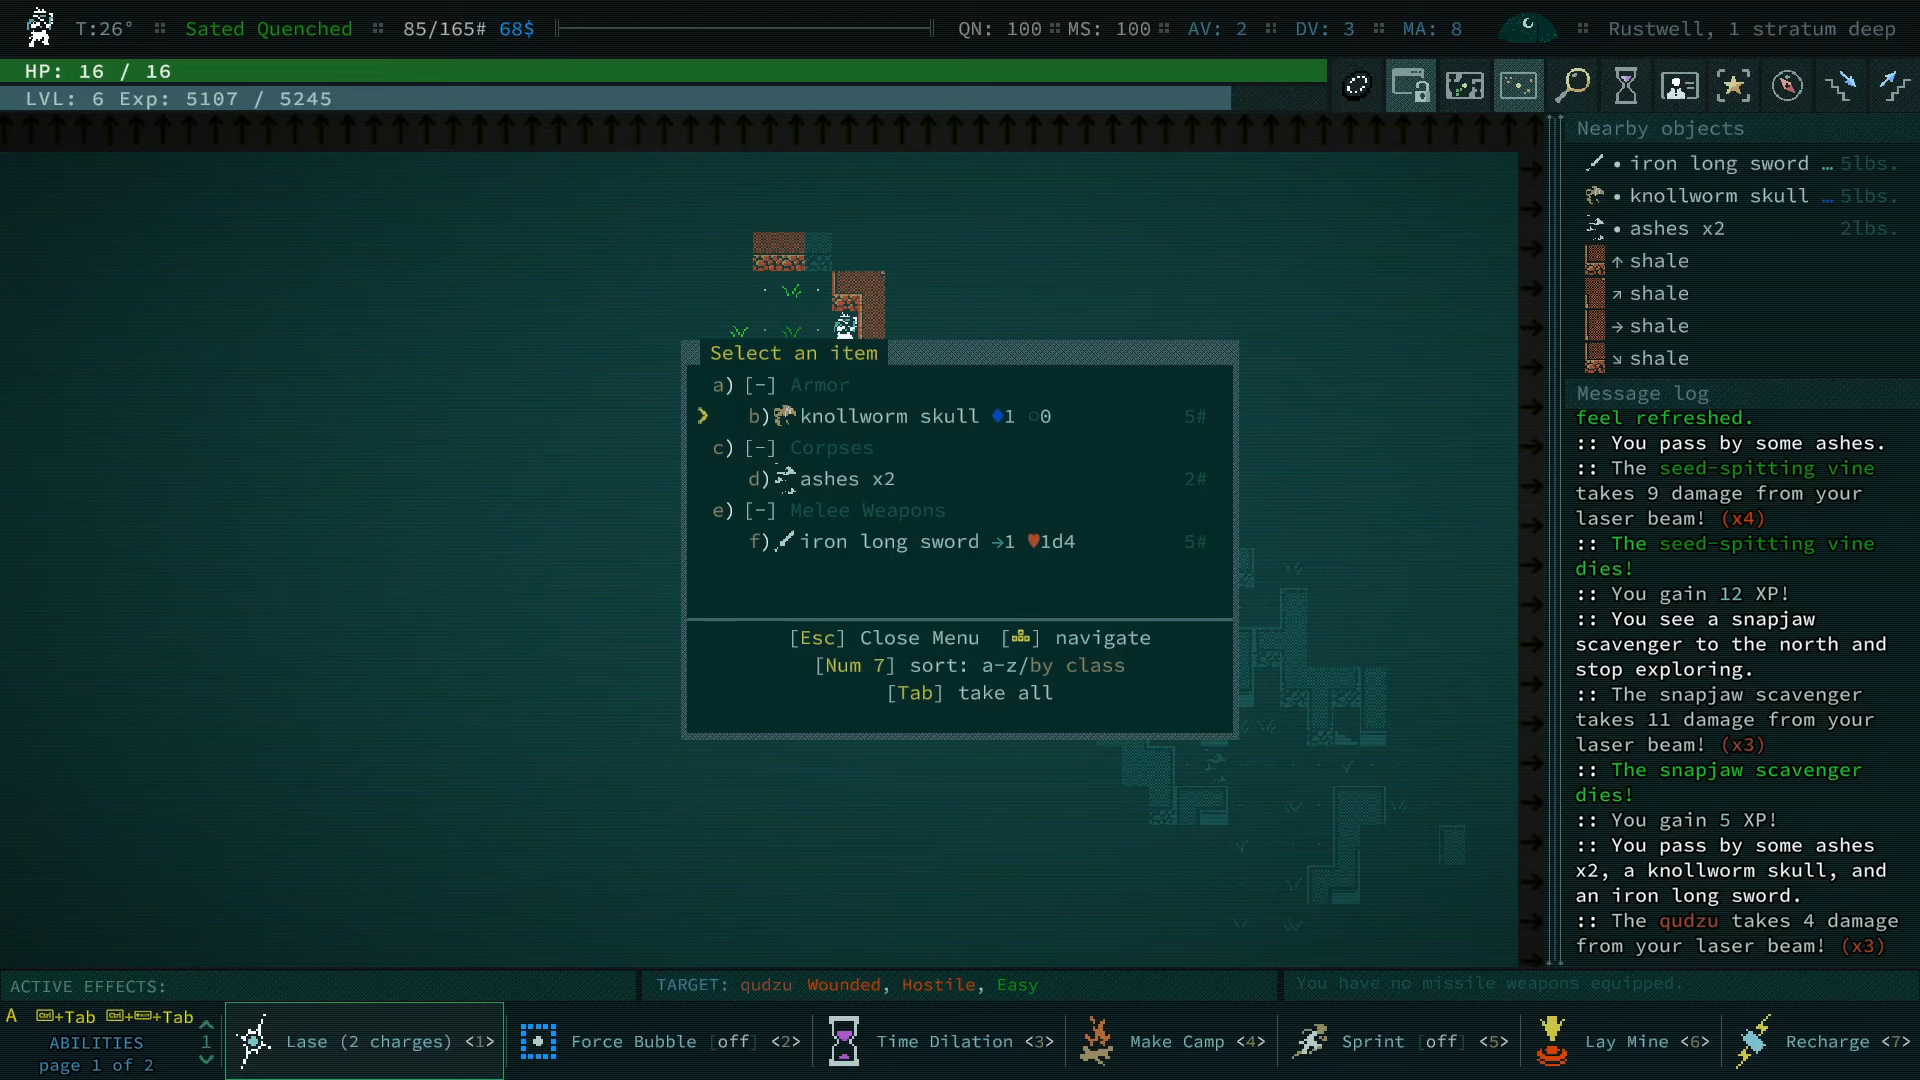 T:26° Sated Quenched 85/165# 68$ QN: 100 MS: 100 AV: 2 DV: 3 MA: 8 Rustwell, 1 stratum deep
HP: 16 / 16
LVL: 6 Exp: 5107 / 5245
Nearby objects
iron long sword … 5lbs.
knollworm skull … 5lbs.
ashes x2 2lbs.
shale
shale
shale
shale
Select an item
a) [-] Armor
b) knollworm skull ♦1 ○0 5#
c) [-] Corpses
d) ashes x2 2#
e) [-] Melee Weapons
f) iron long sword →1 ♥1d4 5#
[Esc] Close Menu [ ] navigate
[Num 7] sort: a-z/by class
[Tab] take all
Message log
feel refreshed.
:: You pass by some ashes.
:: The seed-spitting vine
takes 9 damage from your
laser beam! (x4)
:: The seed-spitting vine
dies!
:: You gain 12 XP!
:: You see a snapjaw
scavenger to the north and
stop exploring.
:: The snapjaw scavenger
takes 11 damage from your
laser beam! (x3)
:: The snapjaw scavenger
dies!
:: You gain 5 XP!
:: You pass by some ashes
x2, a knollworm skull, and
an iron long sword.
:: The qudzu takes 4 damage
from your laser beam! (x3)
ACTIVE EFFECTS:
TARGET: qudzu Wounded, Hostile, Easy
You have no missile weapons equipped.
A Ctrl+Tab Ctrl+ +Tab
ABILITIES 1
page 1 of 2
Lase (2 charges) <1>
Force Bubble [off] <2>
Time Dilation <3>
Make Camp <4>
Sprint [off] <5>
Lay Mine <6>
Recharge <7>